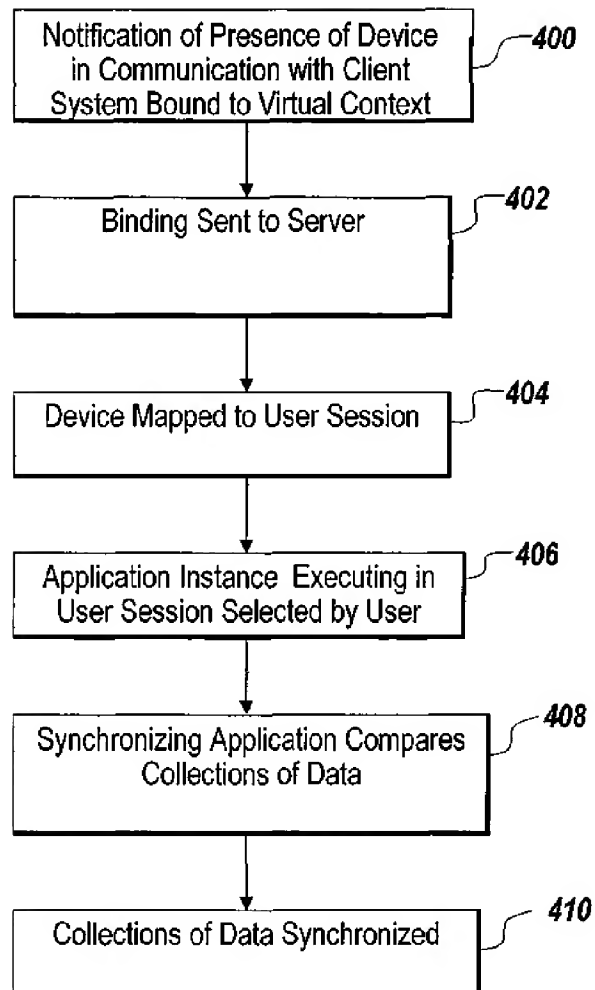 Notification of Presence of Device
in Communication with Client
System Bound to Virtual Context
400
Binding Sent to Server
402
Device Mapped to User Session
404
Application Instance Executing in
User Session Selected by User
406
Synchronizing Application Compares
Collections of Data
408
Collections of Data Synchronized
410